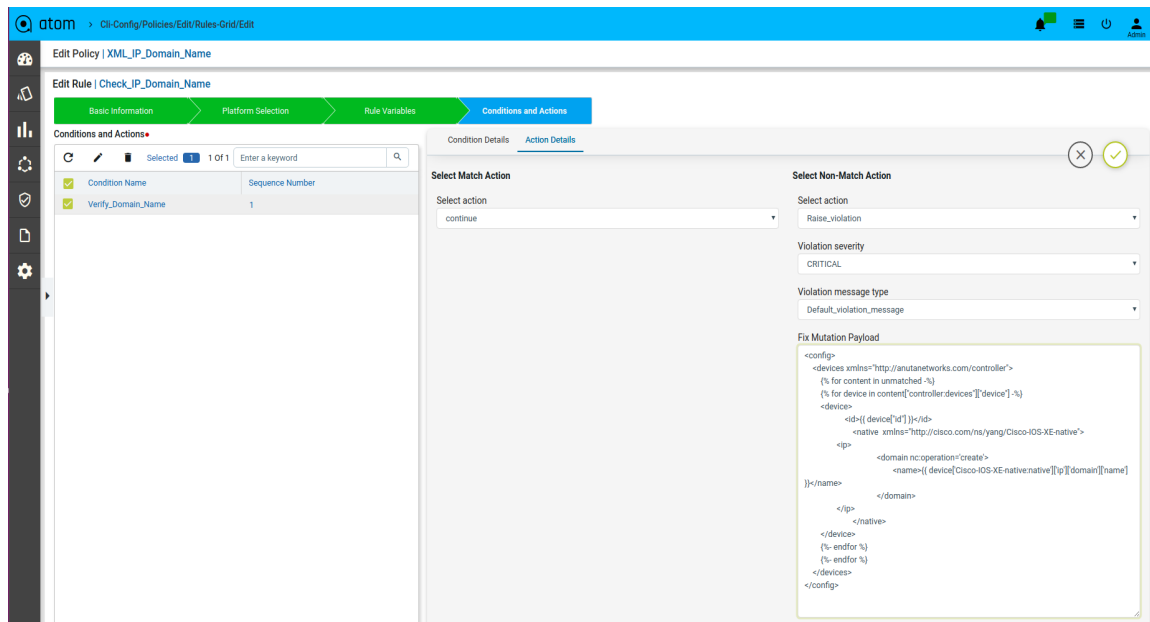 atom > Cli-Config/Policies/Edit/Rules-Grid/Edit
Admin
Edit Policy | XML_IP_Domain_Name
Edit Rule | Check_IP_Domain_Name
Basic Information
Platform Selection
Rule Variables
Conditions and Actions
Conditions and Actions
Selected 1 1 Of 1 Enter a keyword
Condition Name Sequence Number
Verify_Domain_Name 1
Condition Details Action Details
Select Match Action
Select action
continue
Select Non-Match Action
Select action
Raise_violation
Violation severity
CRITICAL
Violation message type
Default_violation_message
Fix Mutation Payload
<config>
<devices xmlns="http://anutanetworks.com/controller">
{% for content in unmatched -%}
{% for device in content["controller:devices"]["device"] -%}
<device>
<id>{{ device["id"] }}</id>
<native xmlns="http://cisco.com/ns/yang/Cisco-IOS-XE-native">
<ip>
<domain nc:operation='create'>
<name>{{ device['Cisco-IOS-XE-native:native']['ip']['domain']['name']
}}</name>
</domain>
</ip>
</native>
</device>
{%- endfor %}
{%- endfor %}
</devices>
</config>